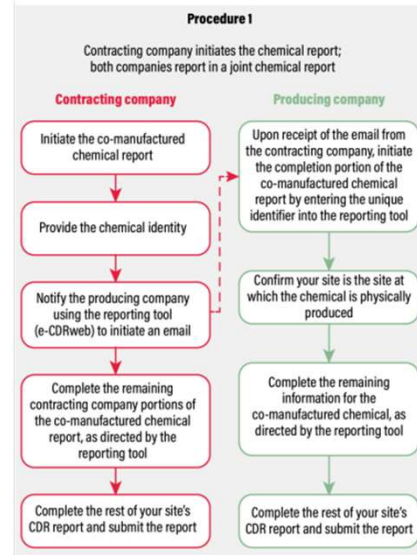 Procedure 1
Contracting company initiates the chemical report;
both companies report in a joint chemical report
Contracting company
Initiate the co-manufactured
chemical report
Provide the chemical identity
Notify the producing company
using the reporting tool
(e-CDRweb) to initiate an email
Complete the remaining
contracting company portions of
the co-manufactured chemical
report, as directed by the
reporting tool
Complete the rest of your site's
CDR report and submit the report
Producing company
Upon receipt of the email from
the contracting company, initiate
the completion portion of
the co-manufactured chemical
report by entering the unique
identifier into the reporting tool
Confirm your site is the site at
which the chemical is physically
produced
Complete the remaining
information for the
co-manufactured chemical, as
directed by the reporting tool
Complete the rest of your site's
CDR report and submit the report